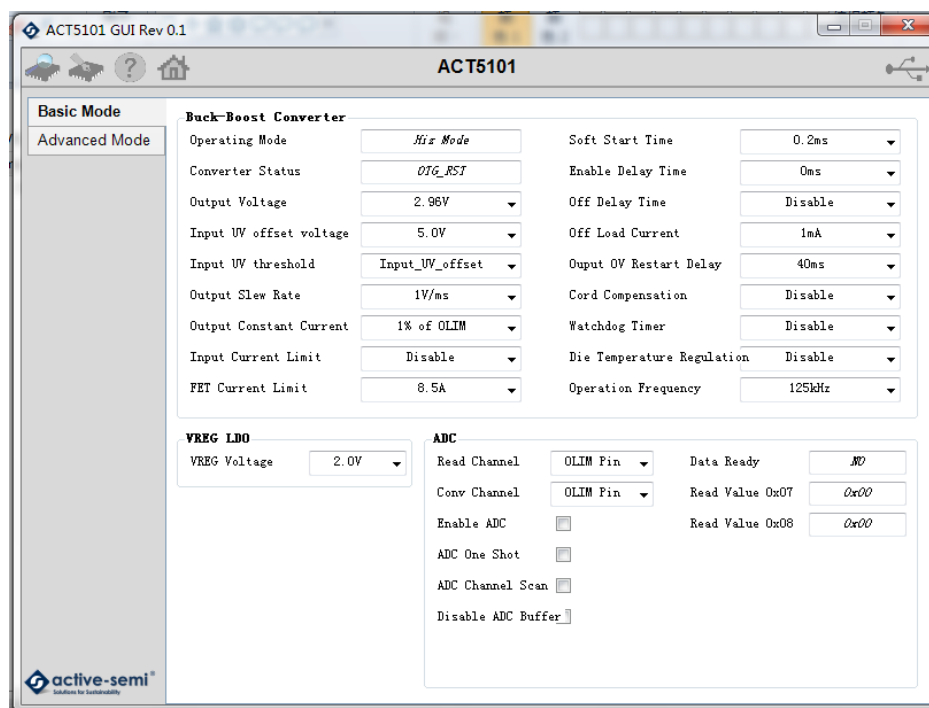 ACT5101 GUI Rev 0.1
ACT5101
Basic Mode
Advanced Mode
Buck-Boost Converter
Operating Mode Hiz Mode Soft Start Time 0.2ms
Converter Status OTG_RST Enable Delay Time 0ms
Output Voltage 2.96V Off Delay Time Disable
Input UV offset voltage 5.0V Off Load Current 1mA
Input UV threshold Input_UV_offset Ouput OV Restart Delay 40ms
Output Slew Rate 1V/ms Cord Compensation Disable
Output Constant Current 1% of OLIM Watchdog Timer Disable
Input Current Limit Disable Die Temperature Regulation Disable
FET Current Limit 8.5A Operation Frequency 125kHz
VREG LDO
VREG Voltage 2.0V
ADC
Read Channel OLIM Pin Data Ready NO
Conv Channel OLIM Pin Read Value 0x07 0x00
Enable ADC Read Value 0x08 0x00
ADC One Shot
ADC Channel Scan
Disable ADC Buffer
active-semi®
Solutions for Sustainability